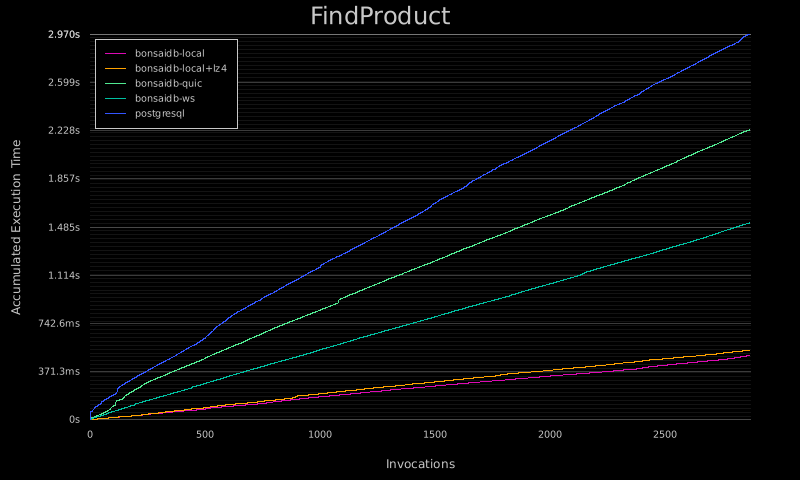 FindProduct
2.970s
2.599s
2.228s
1.857s
1.485s
1.114s
742.6ms
371.3ms
0s
bonsaidb-local
bonsaidb-local+lz4
bonsaidb-quic
bonsaidb-ws
postgresql
Accumulated Execution Time
0 500 1000 1500 2000 2500
Invocations